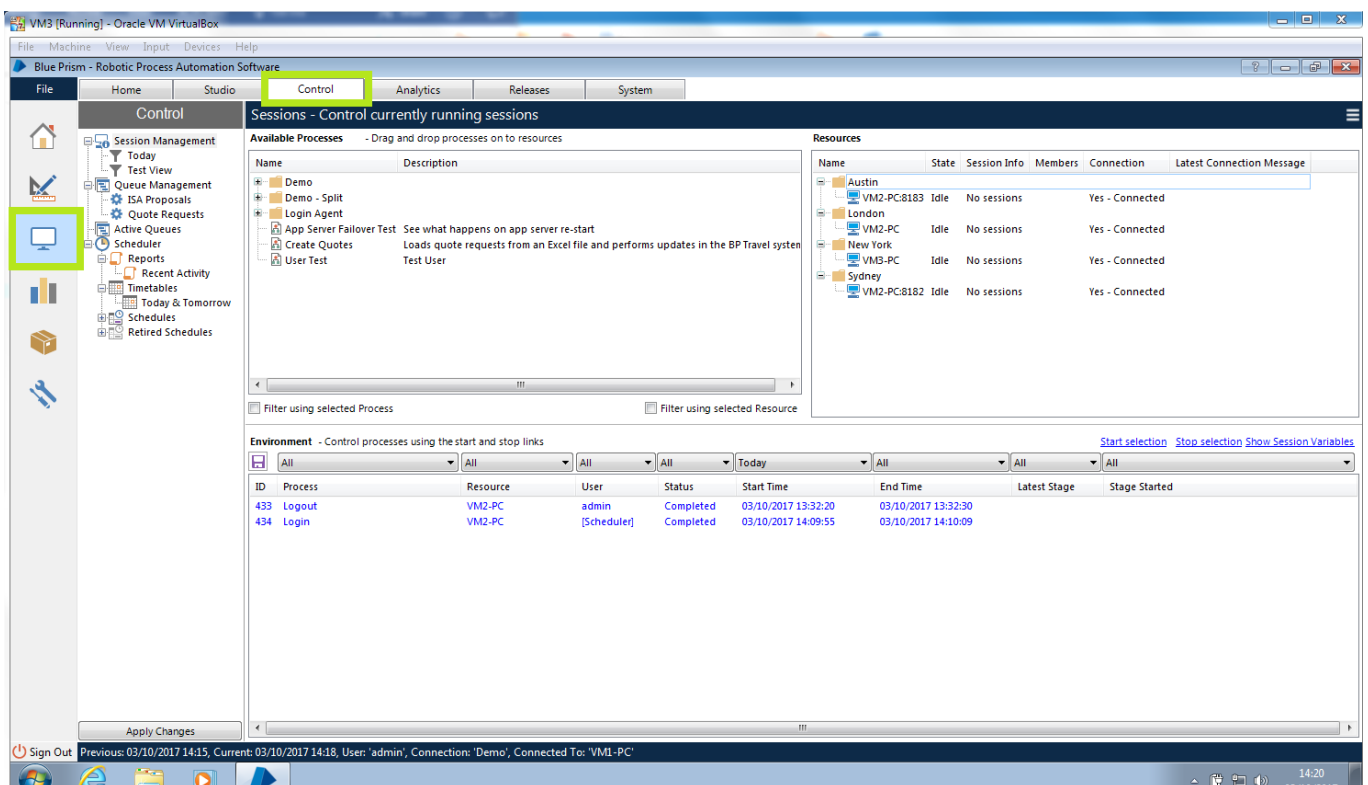 VM3 [Running] - Oracle VM VirtualBox
File Machine View Input Devices Help
Blue Prism - Robotic Process Automation Software
File Home Studio Control Analytics Releases System
Control
Session Management
Today
Test View
Queue Management
ISA Proposals
Quote Requests
Active Queues
Scheduler
Reports
Recent Activity
Timetables
Today & Tomorrow
Schedules
Retired Schedules
Apply Changes
Sessions - Control currently running sessions
Available Processes - Drag and drop processes on to resources
Name Description
Demo
Demo - Split
Login Agent
App Server Failover Test See what happens on app server re-start
Create Quotes Loads quote requests from an Excel file and performs updates in the BP Travel system
User Test Test User
Filter using selected Process Filter using selected Resource
Resources
Name State Session Info Members Connection Latest Connection Message
Austin
VM2-PC:8183 Idle No sessions Yes - Connected
London
VM2-PC Idle No sessions Yes - Connected
New York
VM3-PC Idle No sessions Yes - Connected
Sydney
VM2-PC:8182 Idle No sessions Yes - Connected
Environment - Control processes using the start and stop links
Start selection Stop selection Show Session Variables
All All All All Today All All All
ID Process Resource User Status Start Time End Time Latest Stage Stage Started
433 Logout VM2-PC admin Completed 03/10/2017 13:32:20 03/10/2017 13:32:30
434 Login VM2-PC [Scheduler] Completed 03/10/2017 14:09:55 03/10/2017 14:10:09
Sign Out Previous: 03/10/2017 14:15, Current: 03/10/2017 14:18, User: 'admin', Connection: 'Demo', Connected To: 'VM1-PC'
14:20